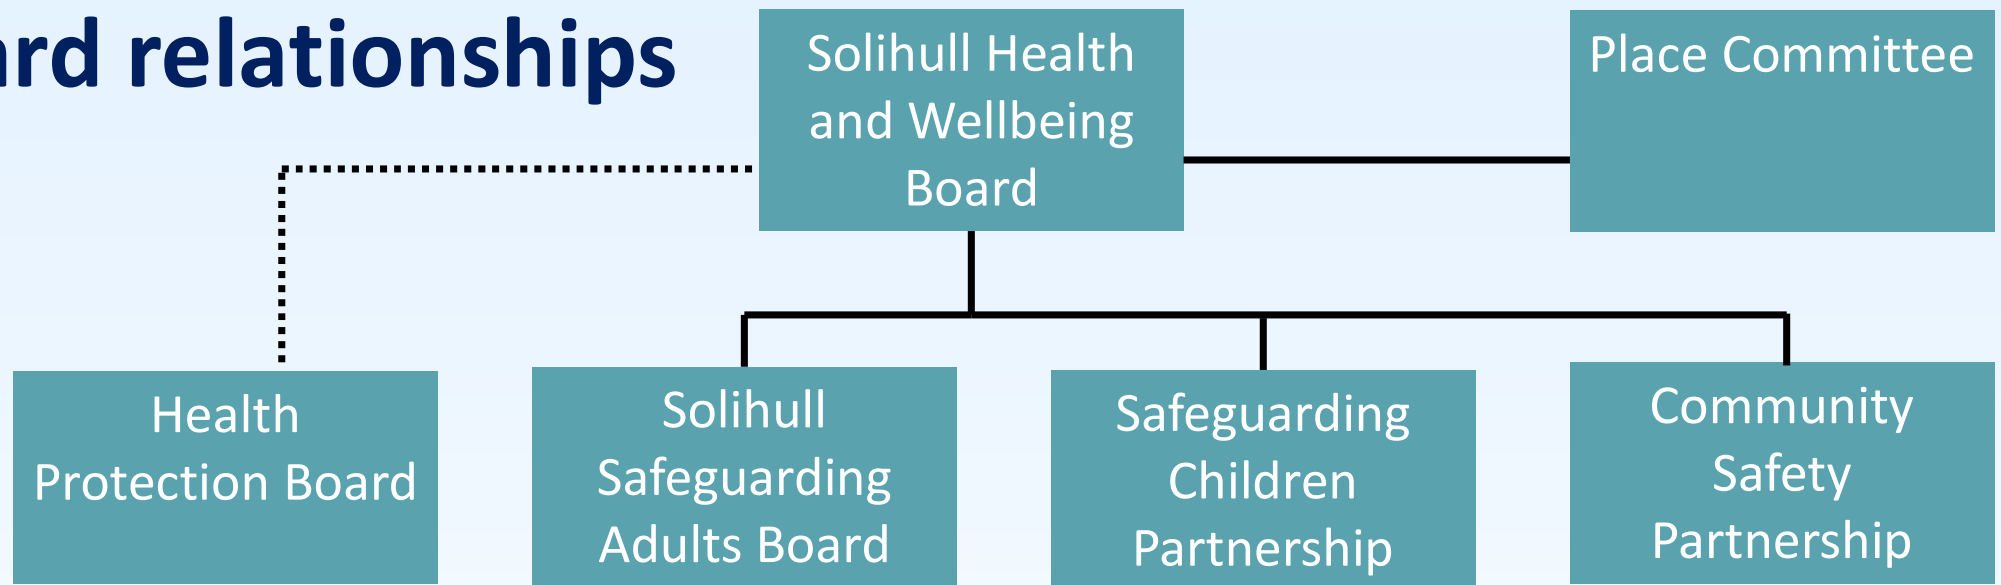 rd relationships
Solihull Health
and Wellbeing
Board
Place Committee
Health
Protection Board
Solihull
Safeguarding
Adults Board
Safeguarding
Children
Partnership
Community
Safety
Partnership